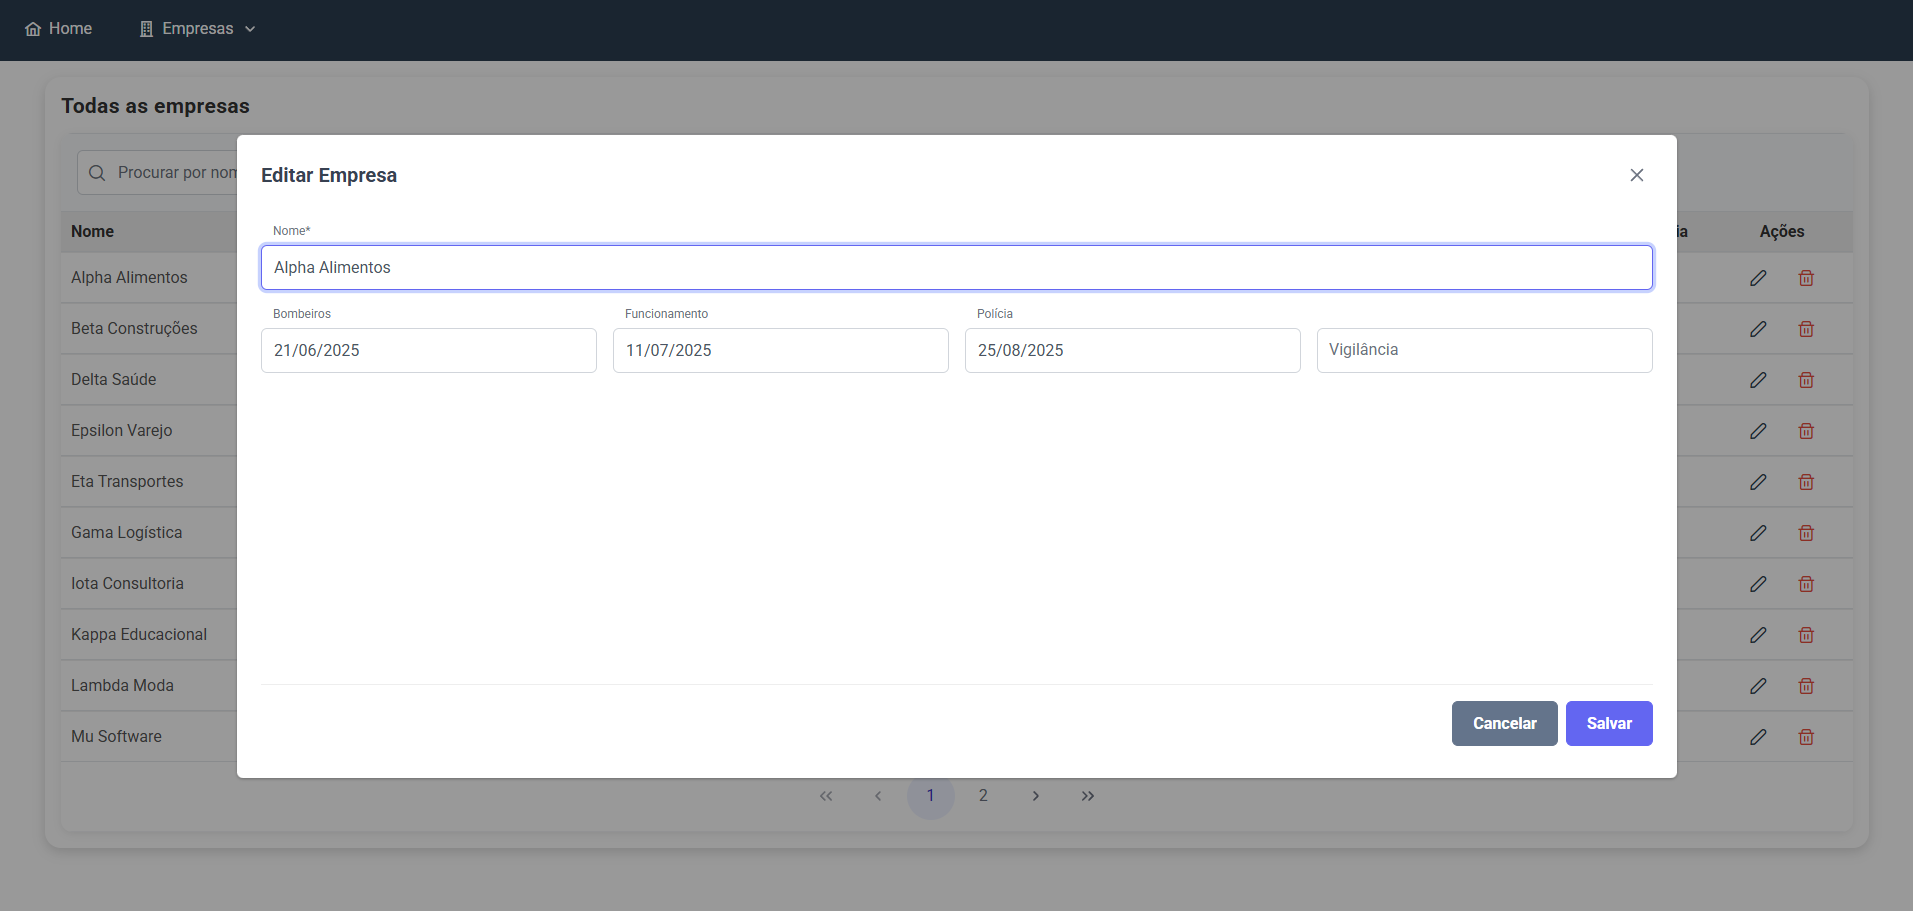 Home Empresas
Todas as empresas
Procurar por nom
Editar Empresa
Nome Ações
Nome*
Alpha Alimentos
Alpha Alimentos
Bombeiros Funcionamento Polícia
21/06/2025 11/07/2025 25/08/2025 Vigilância
Beta Construções
Delta Saúde
Epsilon Varejo
Eta Transportes
Gama Logística
Iota Consultoria
Kappa Educacional
Lambda Moda
Mu Software
Cancelar Salvar
1 2